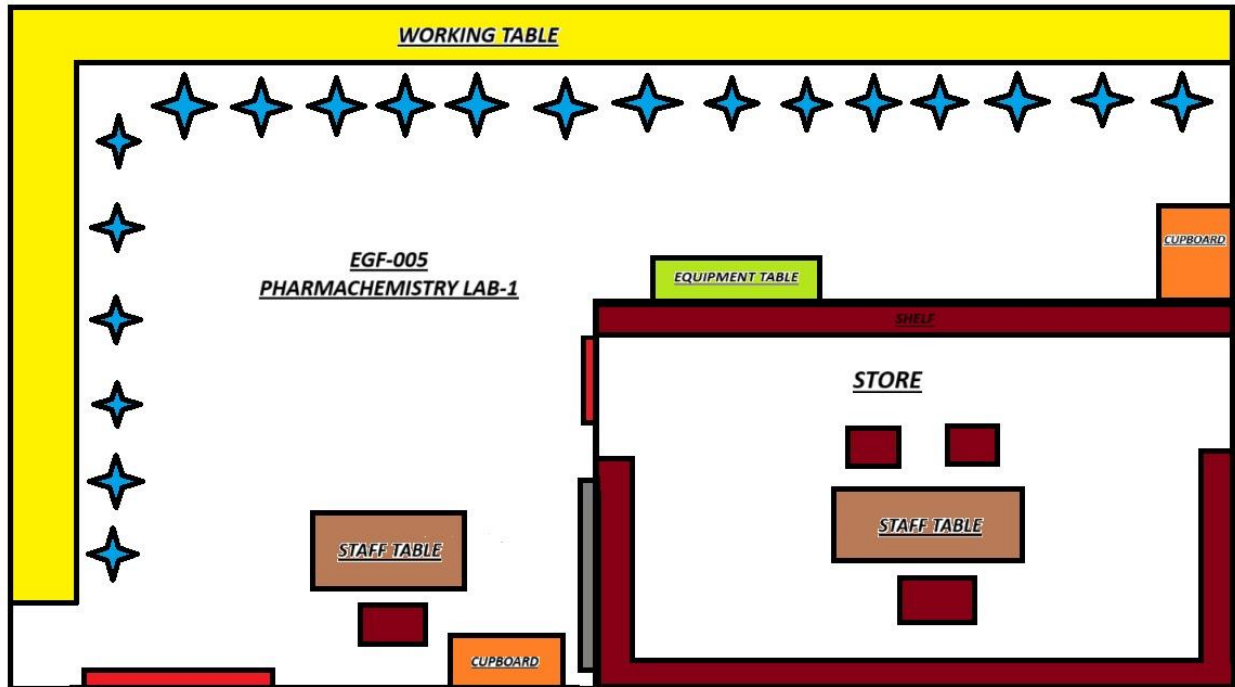 WORKING TABLE
EGF-005
PHARMACHEMISTRY LAB-1
CUPBOARD
EQUIPMENT TABLE
SHELF
STORE
STAFF TABLE
STAFF TABLE
CUPBOARD